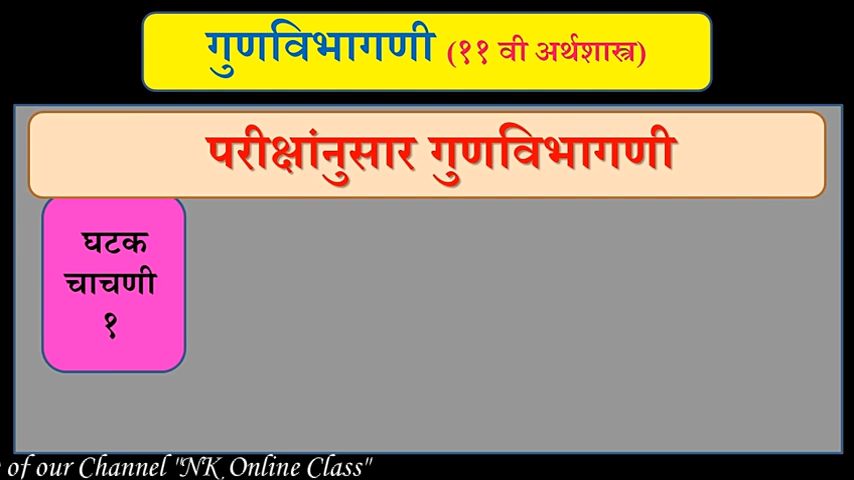 गुणविभागणी (११ वी अर्थशास्त्र)
परीक्षांनुसार गुणविभागणी
घटक
चाचणी
१
of our Channel "NK Online Class"